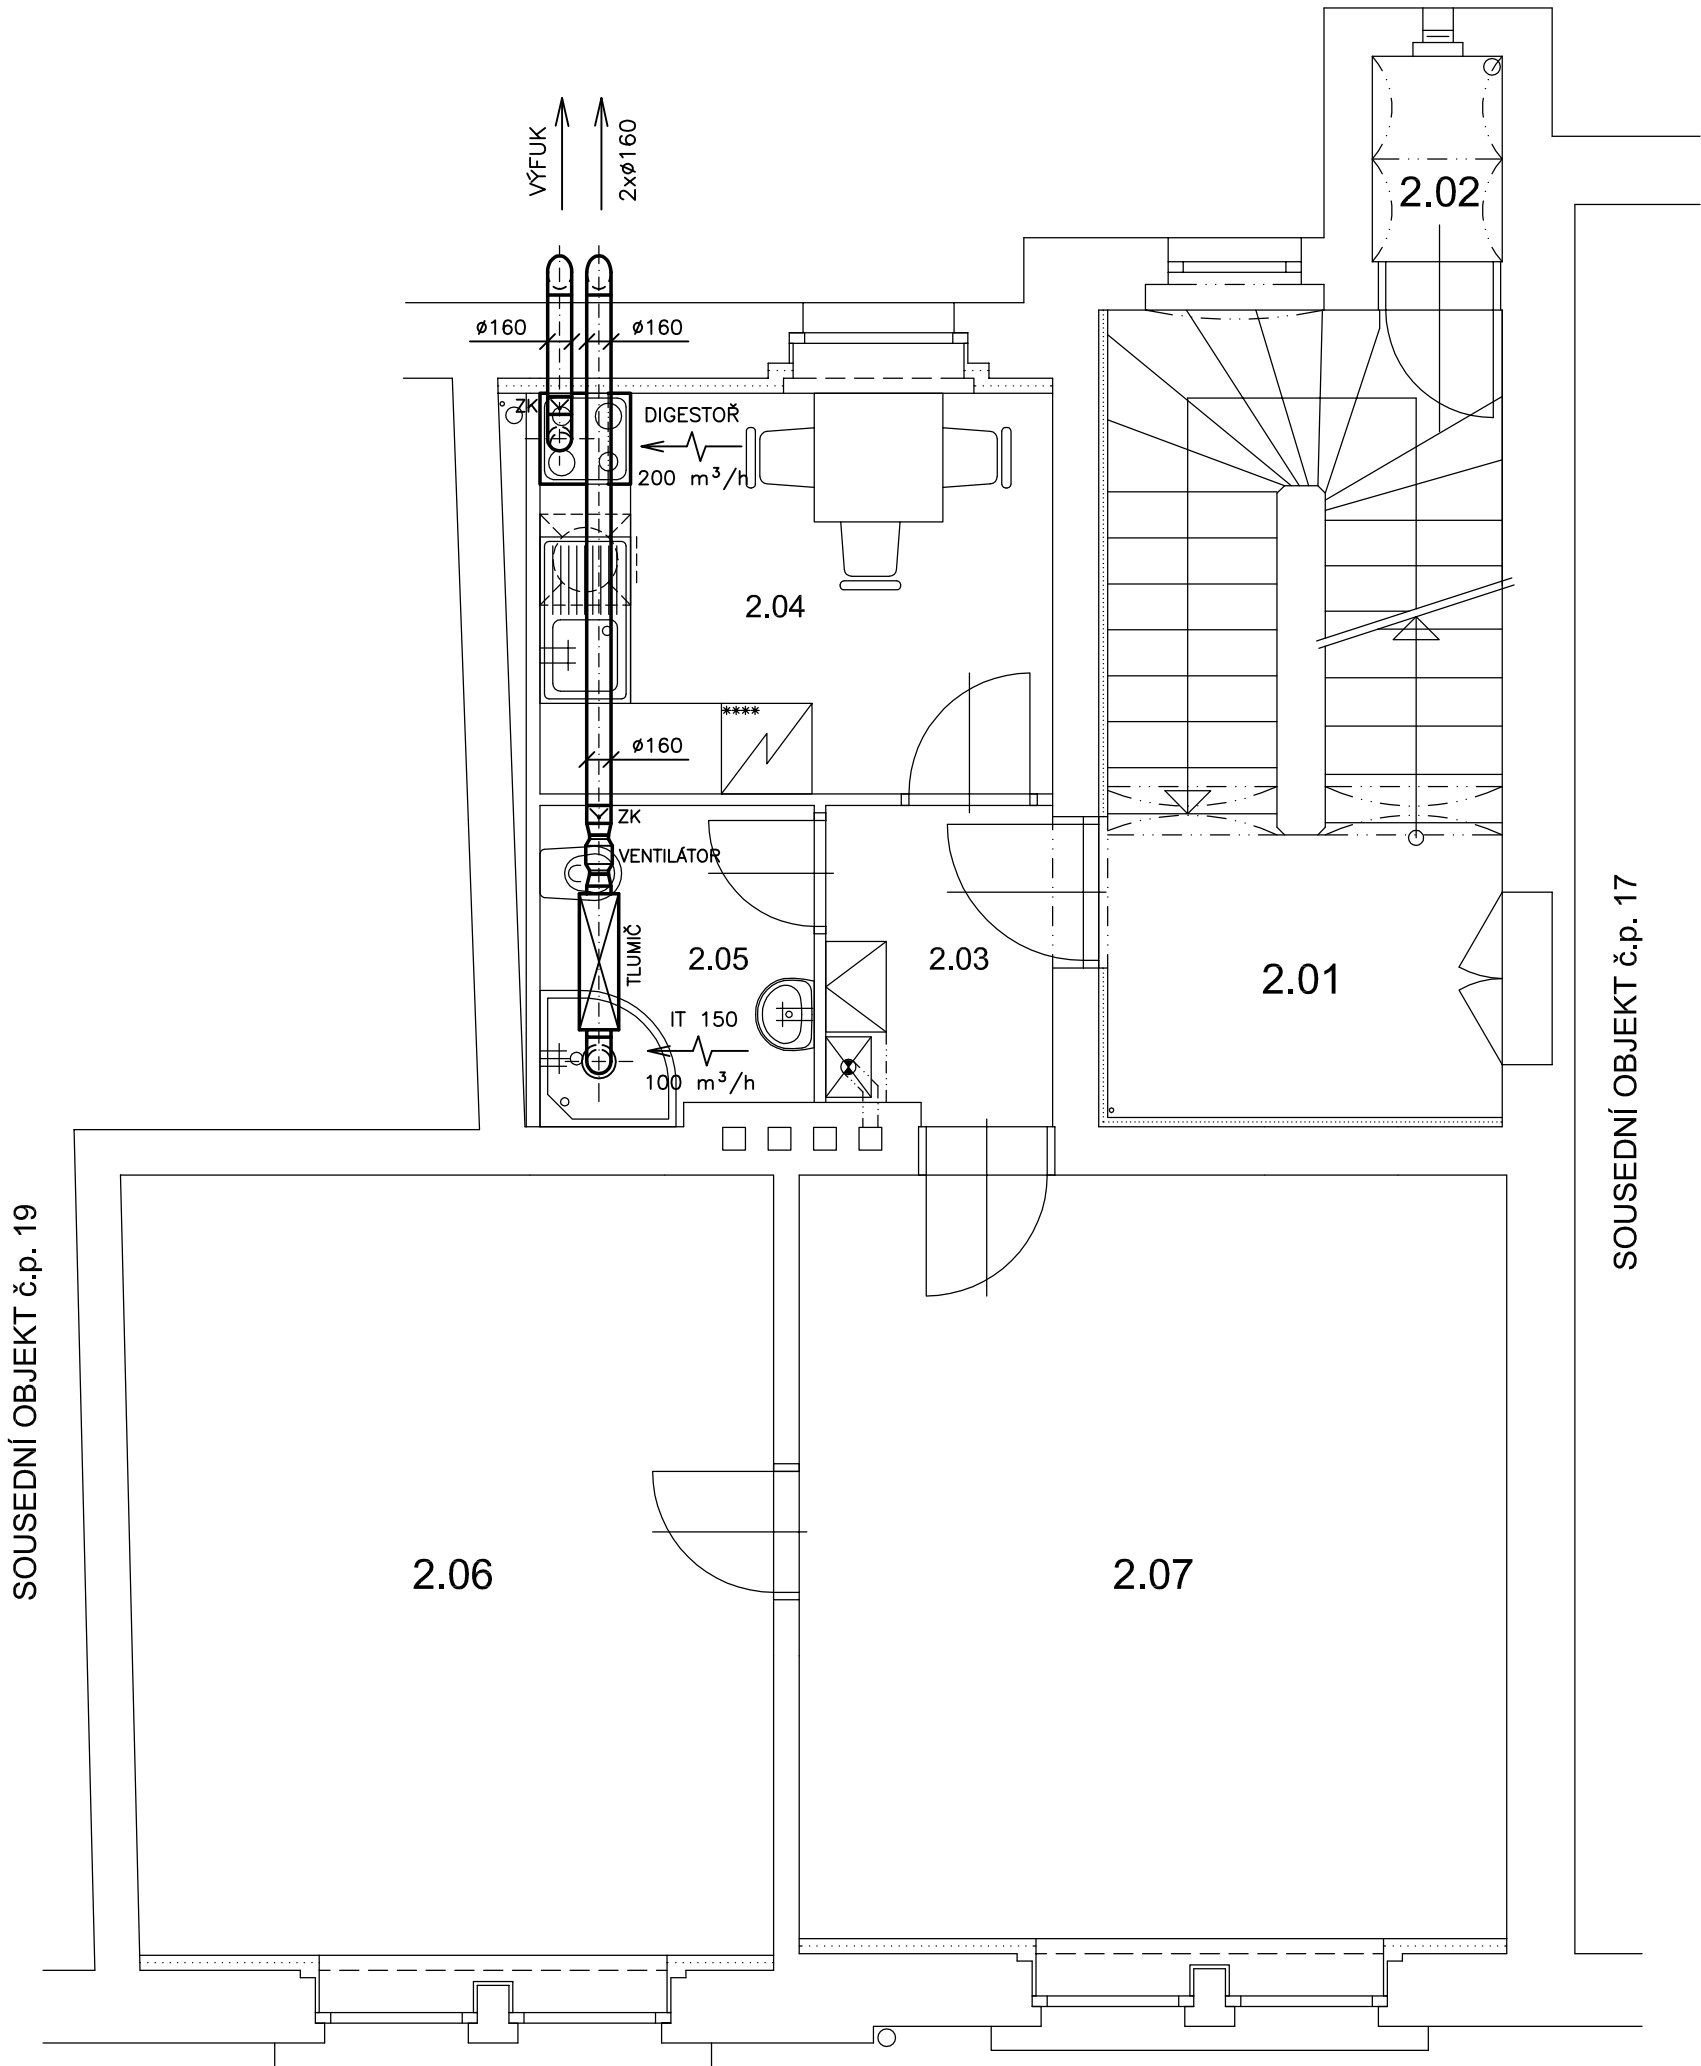 VÝFUK
2xø160
2.02
ø160
ø160
ZK
DIGESTOŘ
200 m³/h
2.04
****
ø160
ZK
VENTILÁTOR
TLUMIČ
2.05
2.03
2.01
IT 150
100 m³/h
SOUSEDNÍ OBJEKT č.p. 17
SOUSEDNÍ OBJEKT č.p. 19
2.06
2.07